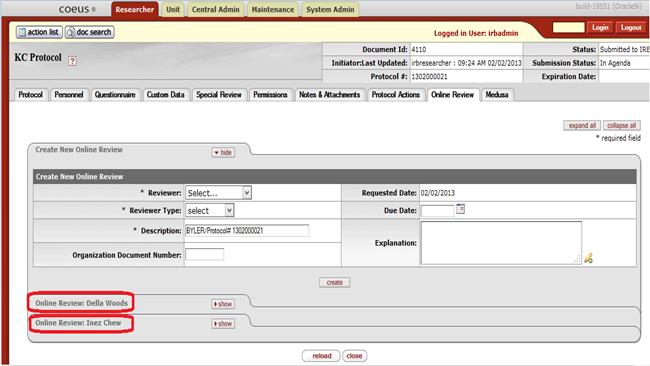 coeus ® Researcher Unit Central Admin Maintenance System Admin build-19551 (Oracle9i)
action list doc search Logged in User: irbadmin Login Logout
KC Protocol ?
Document Id: 4110 Status: Submitted to IRB
Initiator:Last Updated: irbresearcher : 09:24 AM 02/02/2013 Submission Status: In Agenda
Protocol #: 1302000021 Expiration Date:
Protocol Personnel Questionnaire Custom Data Special Review Permissions Notes & Attachments Protocol Actions Online Review Medusa
expand all collapse all
* required field
Create New Online Review hide
Create New Online Review
* Reviewer: Select... Requested Date: 02/02/2013
* Reviewer Type: select Due Date:
* Description: BYLER/Protocol# 1302000021 Explanation:
Organization Document Number:
create
Online Review: Della Woods show
Online Review: Inez Chew show
reload close